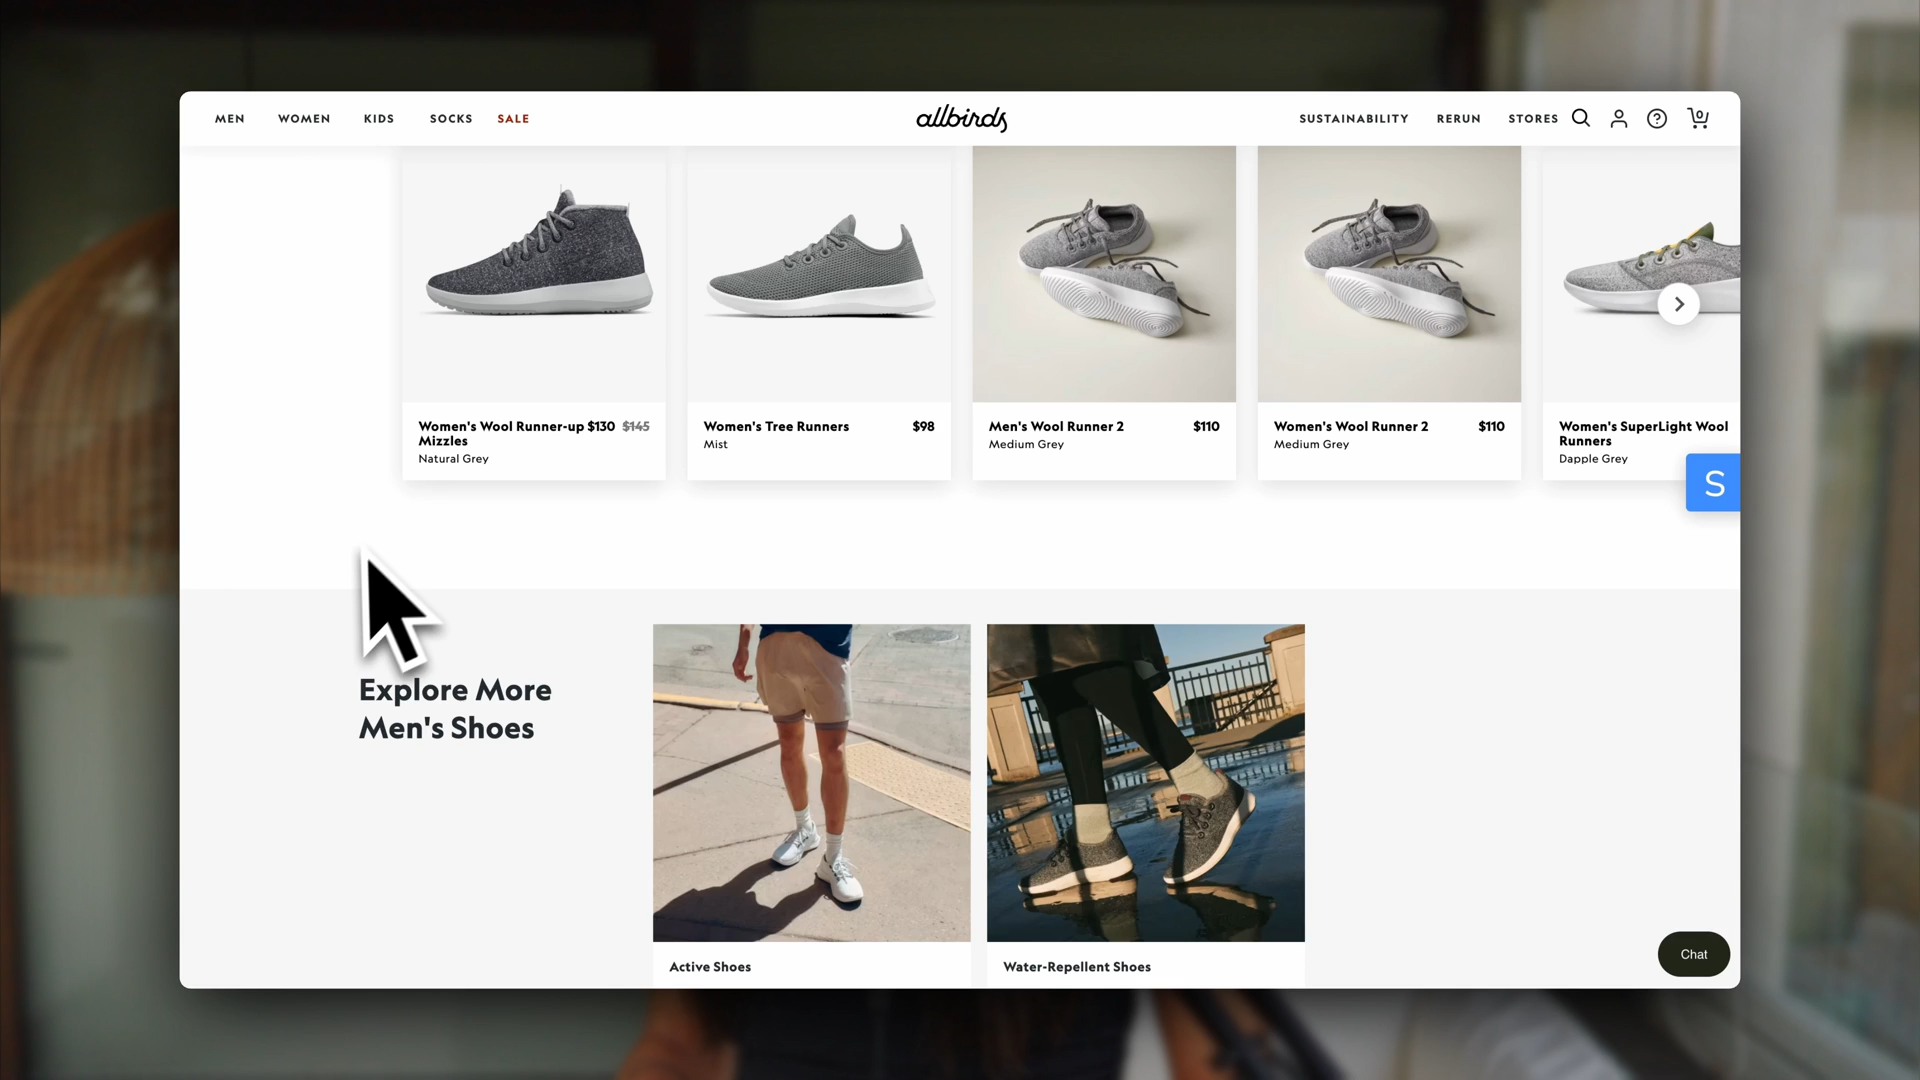 MEN WOMEN KIDS SOCKS SALE allbirds SUSTAINABILITY RERUN STORES ? 0
Women's Wool Runner-up $130 $145
Mizzles
Natural Grey
Women's Tree Runners $98
Mist
Men's Wool Runner 2 $110
Medium Grey
Women's Wool Runner 2 $110
Medium Grey
Women's SuperLight Wool
Runners
Dapple Grey
S
Explore More
Men's Shoes
Active Shoes
Water-Repellent Shoes
Chat